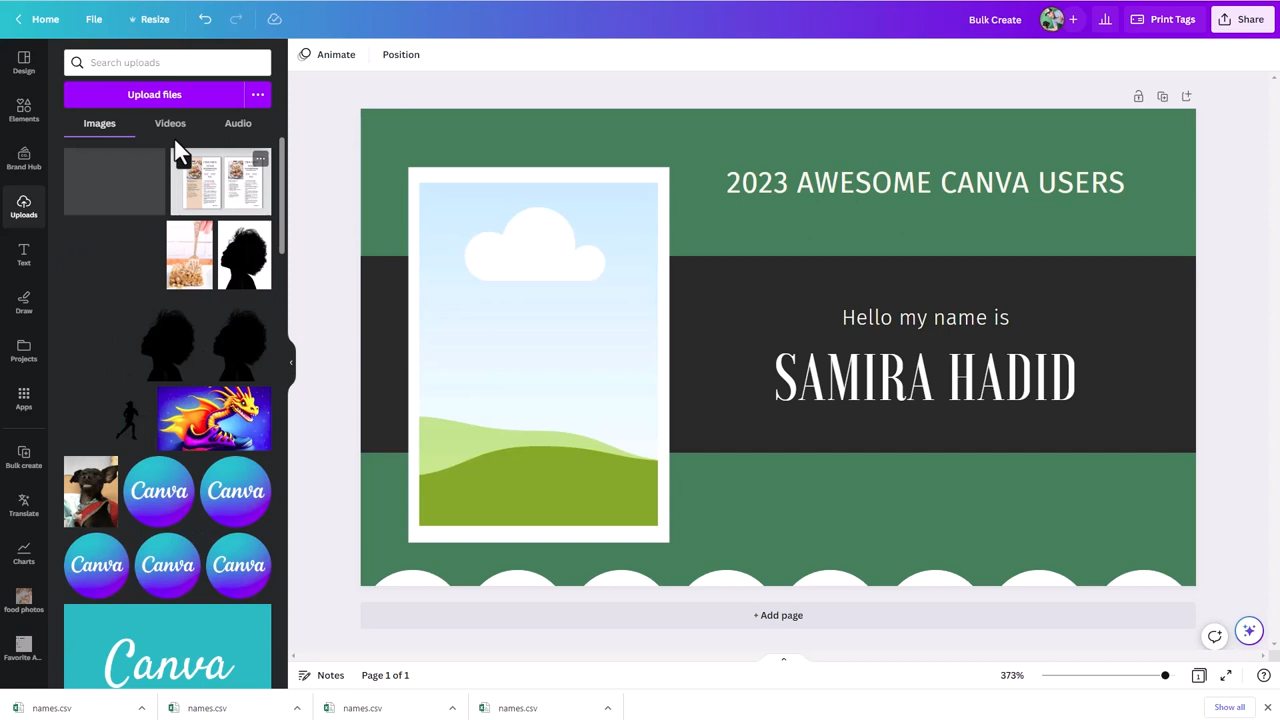 Home
File
Resize
Bulk Create
+
Print Tags
Share
Search uploads
Animate
Position
Upload files
Images
Videos
Audio
Design
Elements
Brand Hub
Uploads
Text
Draw
Projects
Apps
Bulk create
Translate
Charts
food photos
Favorite A...
Canva
Canva
Canva
Canva
Canva
Canva
2023 AWESOME CANVA USERS
Hello my name is
SAMIRA HADID
+ Add page
Notes
Page 1 of 1
373%
1
names.csv
names.csv
names.csv
names.csv
Show all